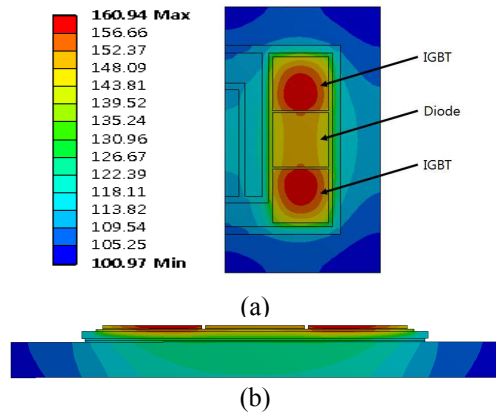 160.94 Max
156.66
152.37
148.09
143.81
139.52
135.24
130.96
126.67
122.39
118.11
113.82
109.54
105.25
100.97 Min
IGBT
Diode
IGBT
(a)
(b)